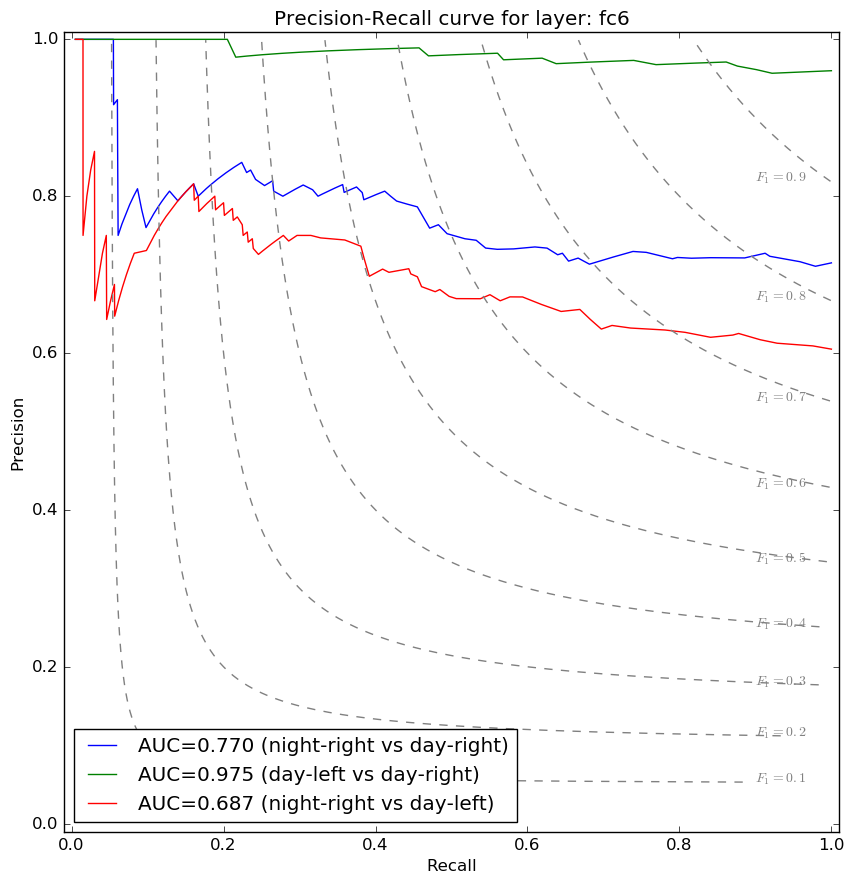 Precision-Recall curve for layer: fc6
1.0
0.8
0.6
0.4
0.2
0.0
Precision
F₁ = 0.9
F₁ = 0.8
F₁ = 0.7
F₁ = 0.6
F₁ = 0.5
F₁ = 0.4
F₁ = 0.3
F₁ = 0.2
F₁ = 0.1
AUC=0.770 (night-right vs day-right)
AUC=0.975 (day-left vs day-right)
AUC=0.687 (night-right vs day-left)
0.0 0.2 0.4 0.6 0.8 1.0
Recall